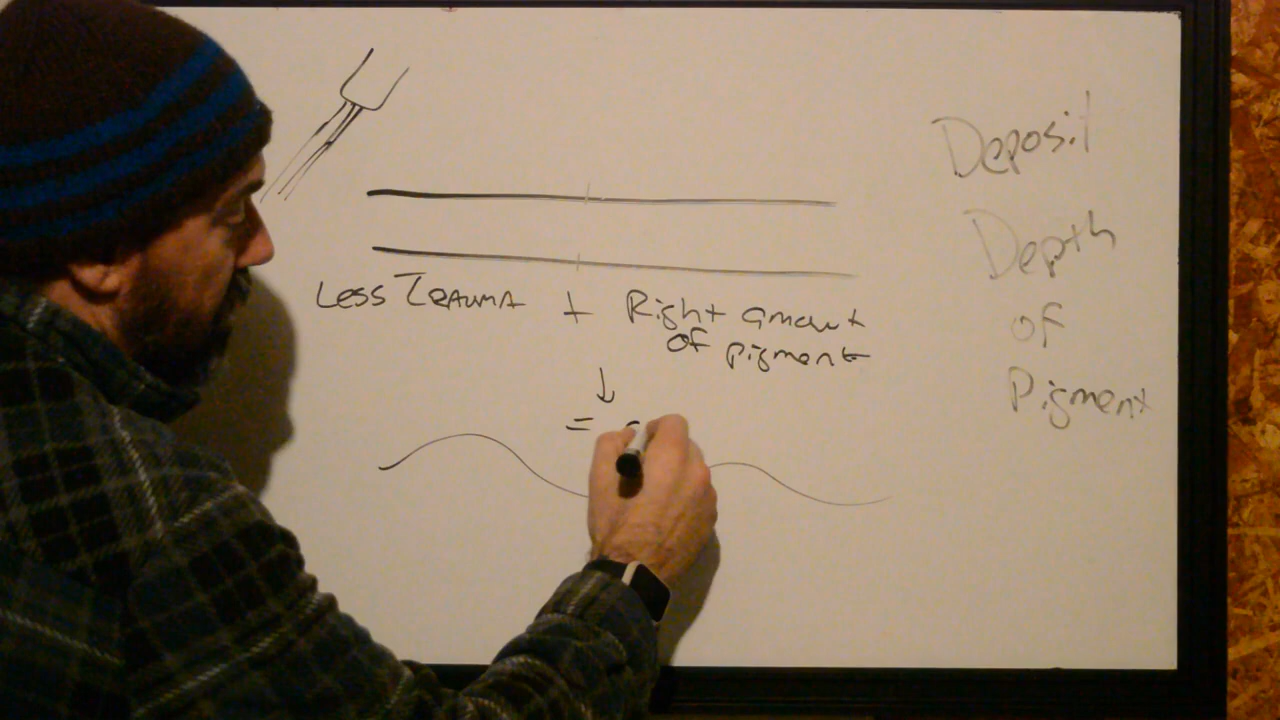 Less Trauma + Right amount
of pigment
↓
=
Deposit
Depth
of
Pigment